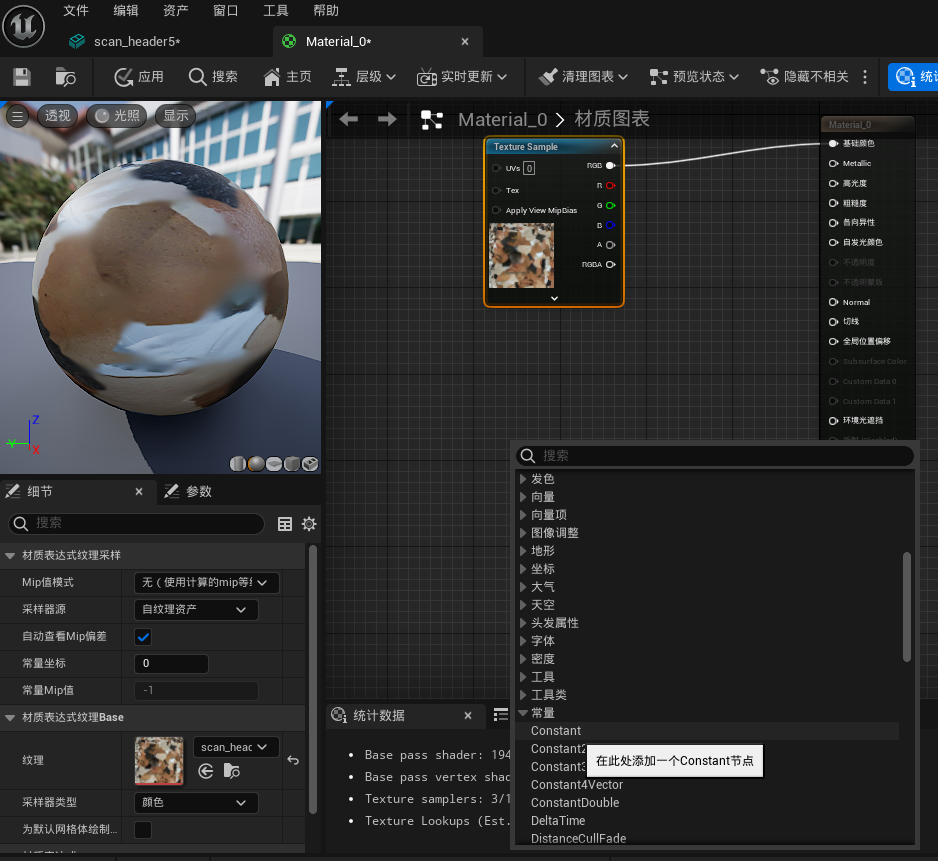 文件 编辑 资产 窗口 工具 帮助
scan_header5*
Material_0*
应用 搜索 主页 层级 实时更新 清理图表 预览状态 隐藏不相关
透视 光照 显示
Material_0 > 材质图表
Texture Sample
UVs 0
Tex
Apply View MipBias
RGB
R
G
B
A
RGBA
Material_0
基础颜色
Metallic
高光度
粗糙度
各向异性
自发光颜色
不透明度
不透明蒙版
Normal
切线
全局位置偏移
Subsurface Color
Custom Data 0
Custom Data 1
环境光遮挡
Z
Y
X
细节
参数
搜索
材质表达式纹理采样
Mip值模式 无（使用计算的mip等
采样器源 自纹理资产
自动查看Mip偏差
常量坐标 0
常量Mip值 -1
材质表达式纹理Base
纹理 scan_head
采样器类型 颜色
为默认网格体绘制...
统计数据
Base pass shader: 194
Base pass vertex shad
Texture samplers: 3/1
Texture Lookups (Est.
搜索
发色
向量
向量项
图像调整
地形
坐标
大气
天空
头发属性
字体
密度
工具
工具类
常量
Constant
Constant2
Constant3
在此处添加一个Constant节点
Constant4Vector
ConstantDouble
DeltaTime
DistanceCullFade